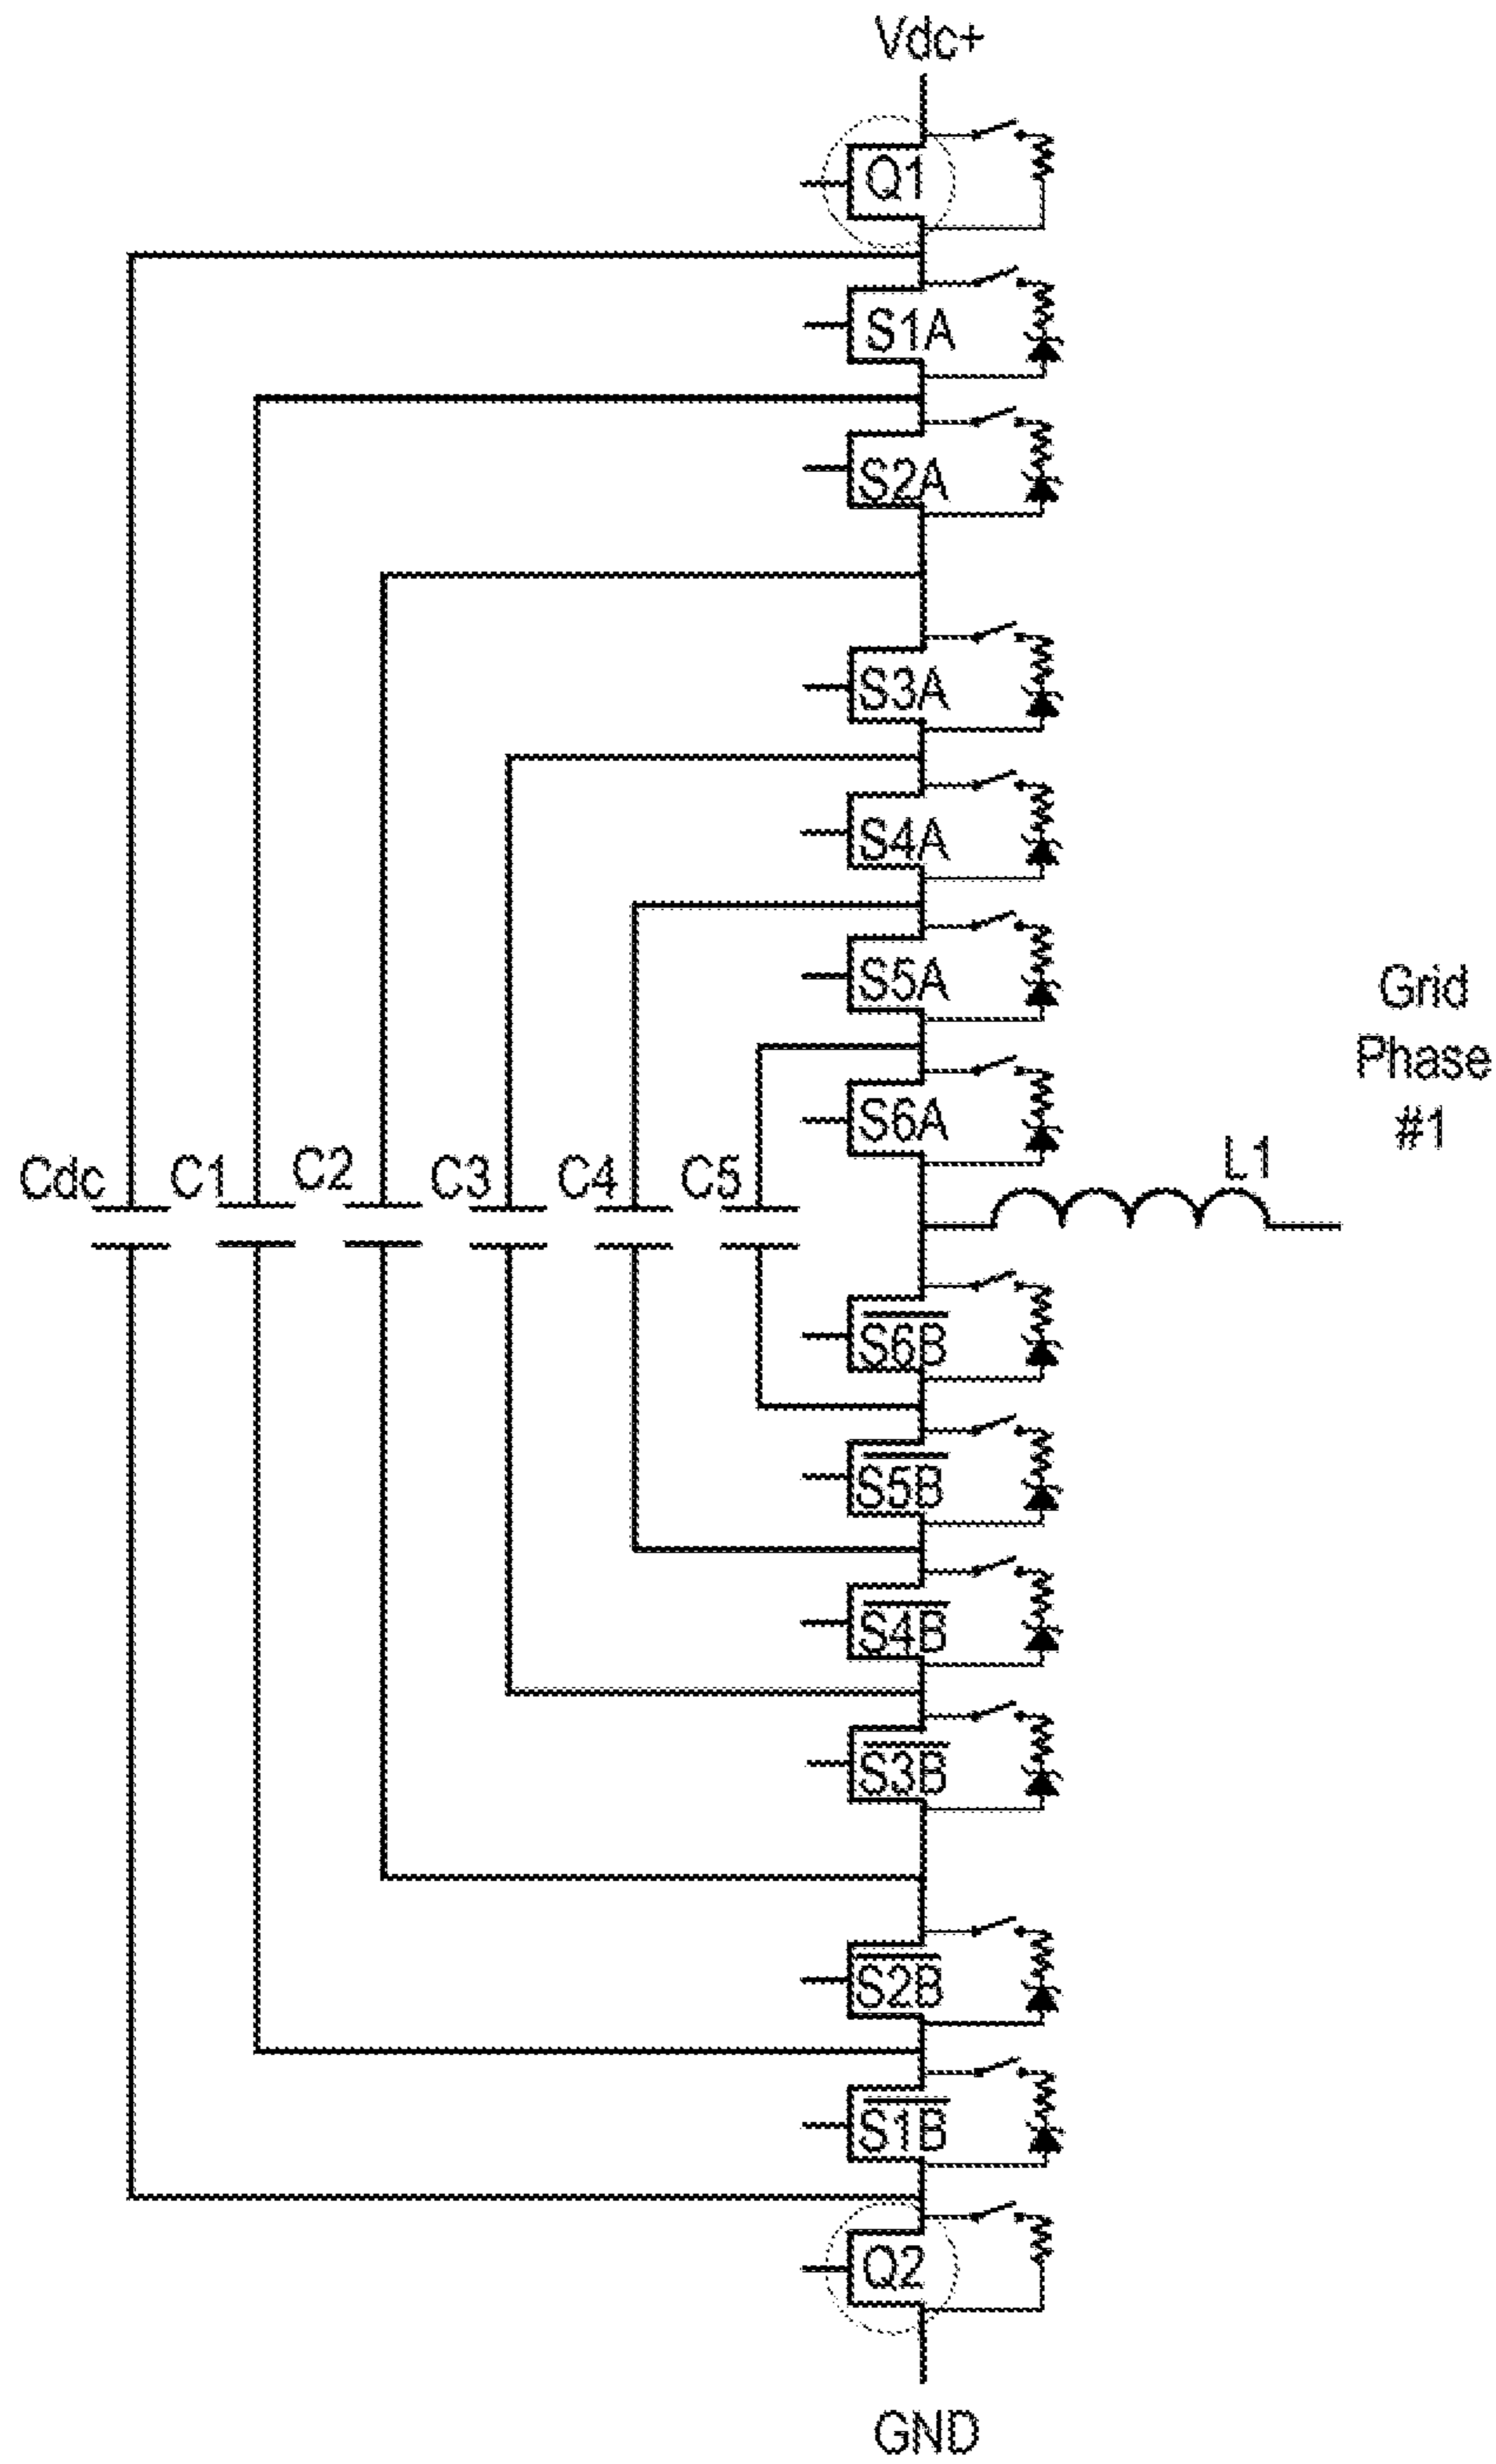 Vdc+
Q1
S1A
S2A
S3A
S4A
S5A
Grid
Phase
#1
S6A
Cdc
C1
C2
C3
C4
C5
L1
S6B
S5B
S4B
S3B
S2B
S1B
Q2
GND